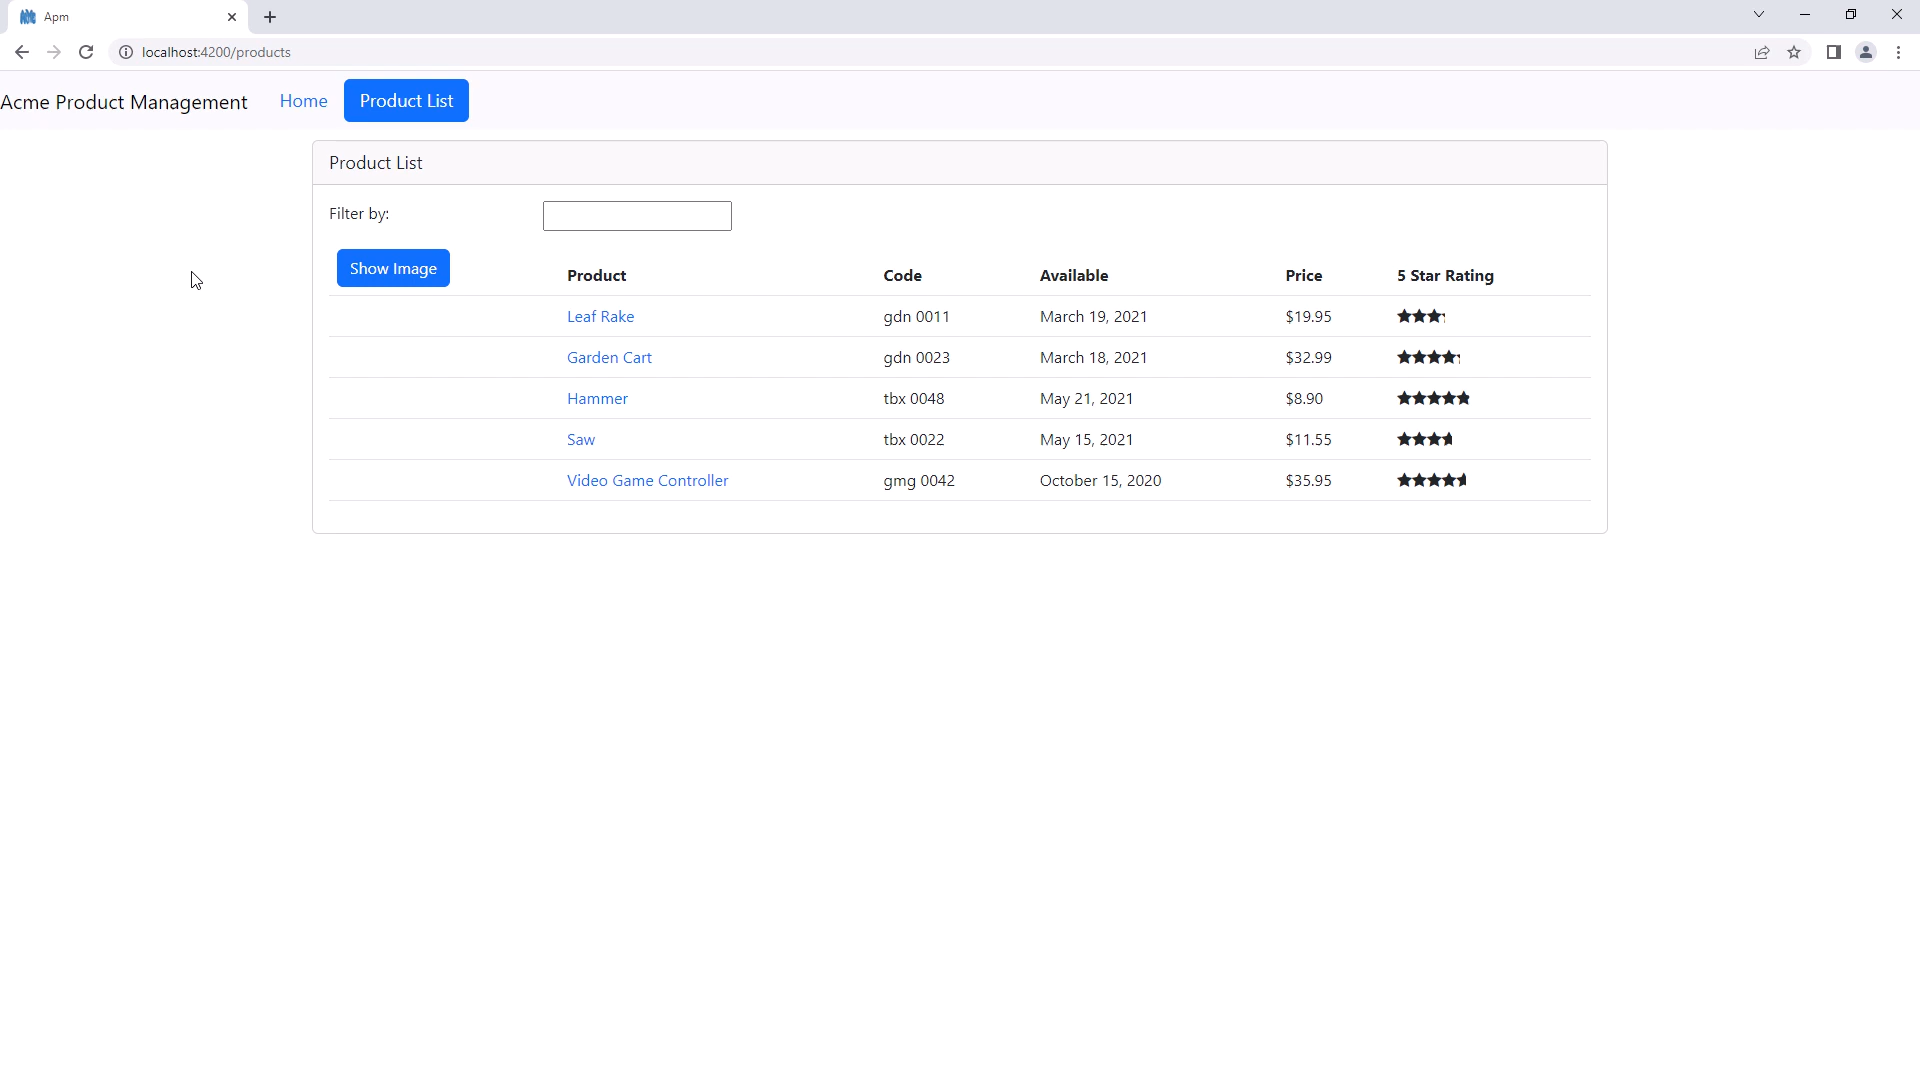 Apm
localhost:4200/products
Acme Product Management Home Product List
Product List
Filter by:
Show Image Product Code Available Price 5 Star Rating
Leaf Rake gdn 0011 March 19, 2021 $19.95
Garden Cart gdn 0023 March 18, 2021 $32.99
Hammer tbx 0048 May 21, 2021 $8.90
Saw tbx 0022 May 15, 2021 $11.55
Video Game Controller gmg 0042 October 15, 2020 $35.95